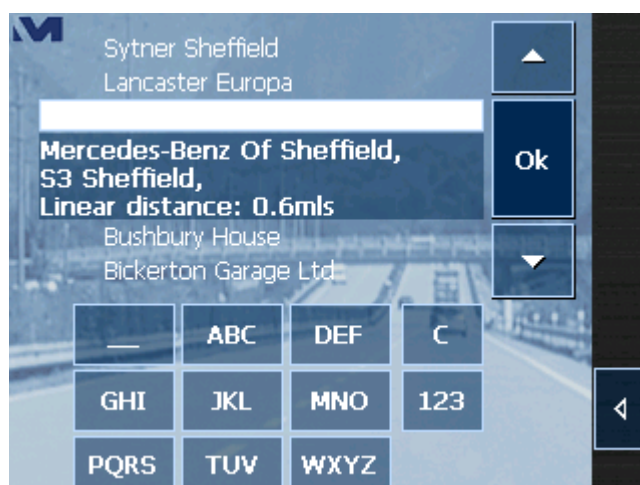 Sytner Sheffield
Lancaster Europa
Mercedes-Benz Of Sheffield,
S3 Sheffield,
Linear distance: 0.6mls
Ok
Bushbury House
Bickerton Garage Ltd
__ ABC DEF C
GHI JKL MNO 123
PQRS TUV WXYZ